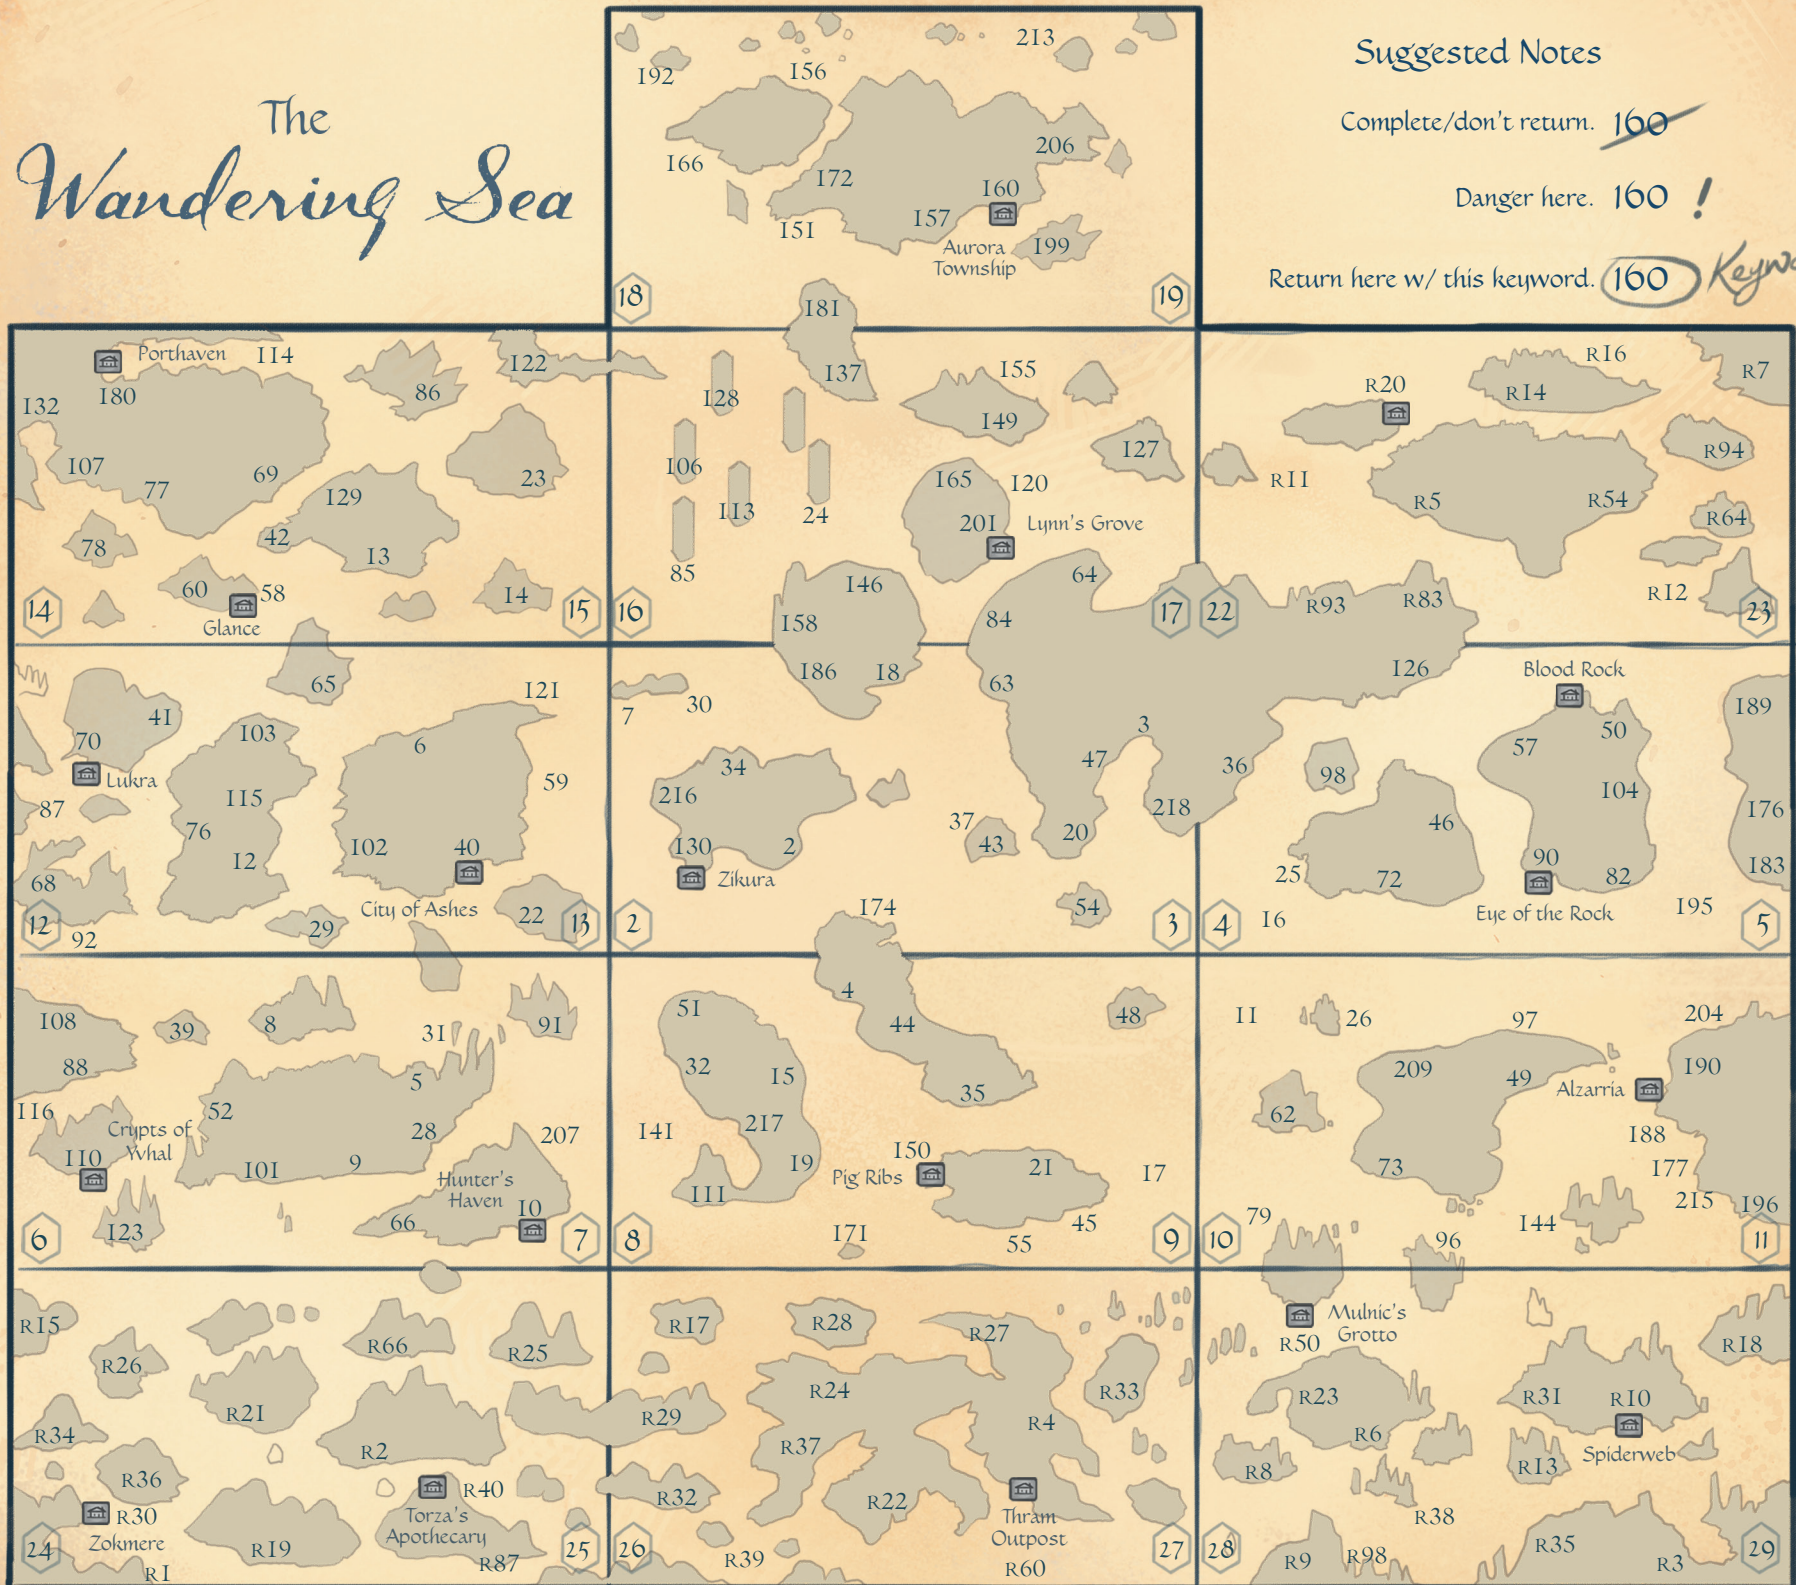 The
Wandering Sea
Suggested Notes
Complete/don't return. 160
Danger here. 160 !
Return here w/ this keyword. 160
192
156
213
166
172
206
160
151
157
Aurora
Township
199
18
181
19
Porthaven
114
180
132
86
122
107
77
69
129
23
42
13
78
60
58
Glance
14
14
15
137
155
128
149
127
106
113
24
165
120
201
Lynn's Grove
85
146
64
158
84
16
17
R16
R20
R14
R7
R11
R94
R5
R54
R64
R12
R93
R83
22
23
65
121
41
70
103
6
Lukra
59
87
115
76
12
102
40
68
City of Ashes
22
29
92
12
13
186
18
7
30
63
3
34
47
36
216
218
37
43
20
130
2
Zikura
174
54
2
3
126
Blood Rock
189
50
57
98
104
46
176
90
25
72
82
183
Eye of the Rock
16
195
4
5
108
39
8
31
91
88
5
116
52
Crypts of
Yvhal
28
207
110
101
9
Hunter's
Haven
10
123
66
6
7
4
51
44
48
32
15
35
217
141
150
19
Pig Ribs
21
17
111
171
45
55
8
9
11
26
97
204
209
49
190
Alzarria
62
188
73
177
215
196
79
144
96
10
11
R15
R26
R66
R25
R21
R34
R2
R36
R40
R30
Zokmere
Torza's
Apothecary
R19
R87
R1
24
25
R17
R28
R27
R24
R33
R29
R4
R37
R32
R22
Thram
Outpost
R39
R60
26
27
Mulnic's
Grotto
R50
R18
R23
R31
R10
R6
Spiderweb
R8
R13
R38
R35
R9
R98
R3
28
29